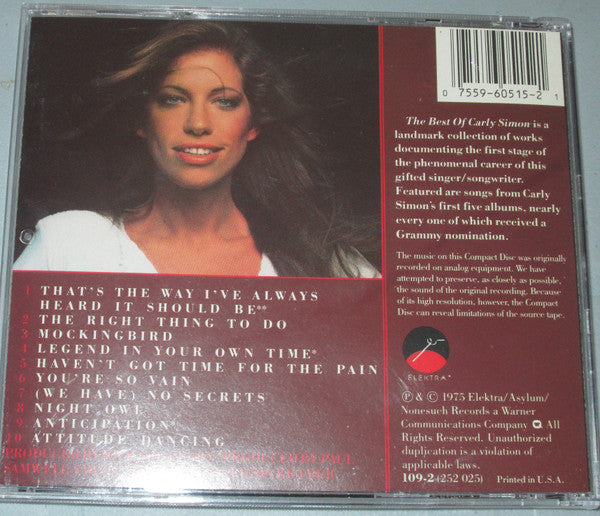 0 7559-60515-2 1
The Best Of Carly Simon is a
landmark collection of works
documenting the first stage of
the phenomenal career of this
gifted singer/songwriter.
Featured are songs from Carly
Simon's first five albums, nearly
every one of which received a
Grammy nomination.
The music on this Compact Disc was originally
recorded on analog equipment. We have
attempted to preserve, as closely as possible,
the sound of the original recording. Because
of its high resolution, however, the Compact
Disc can reveal limitations of the source tape.
ELEKTRA
℗ & © 1975 Elektra/Asylum/
Nonesuch Records a Warner
Communications Company All
Rights Reserved. Unauthorized
duplication is a violation of
applicable laws.
109-2 (252 025) Printed in U.S.A.
1 THAT'S THE WAY I'VE ALWAYS
HEARD IT SHOULD BE**
2 THE RIGHT THING TO DO
3 MOCKINGBIRD
4 LEGEND IN YOUR OWN TIME*
5 HAVEN'T GOT TIME FOR THE PAIN
6 YOU'RE SO VAIN
7 (WE HAVE) NO SECRETS
8 NIGHT OWL
9 ANTICIPATION*
10 ATTITUDE DANCING
PRODUCED BY
PAUL